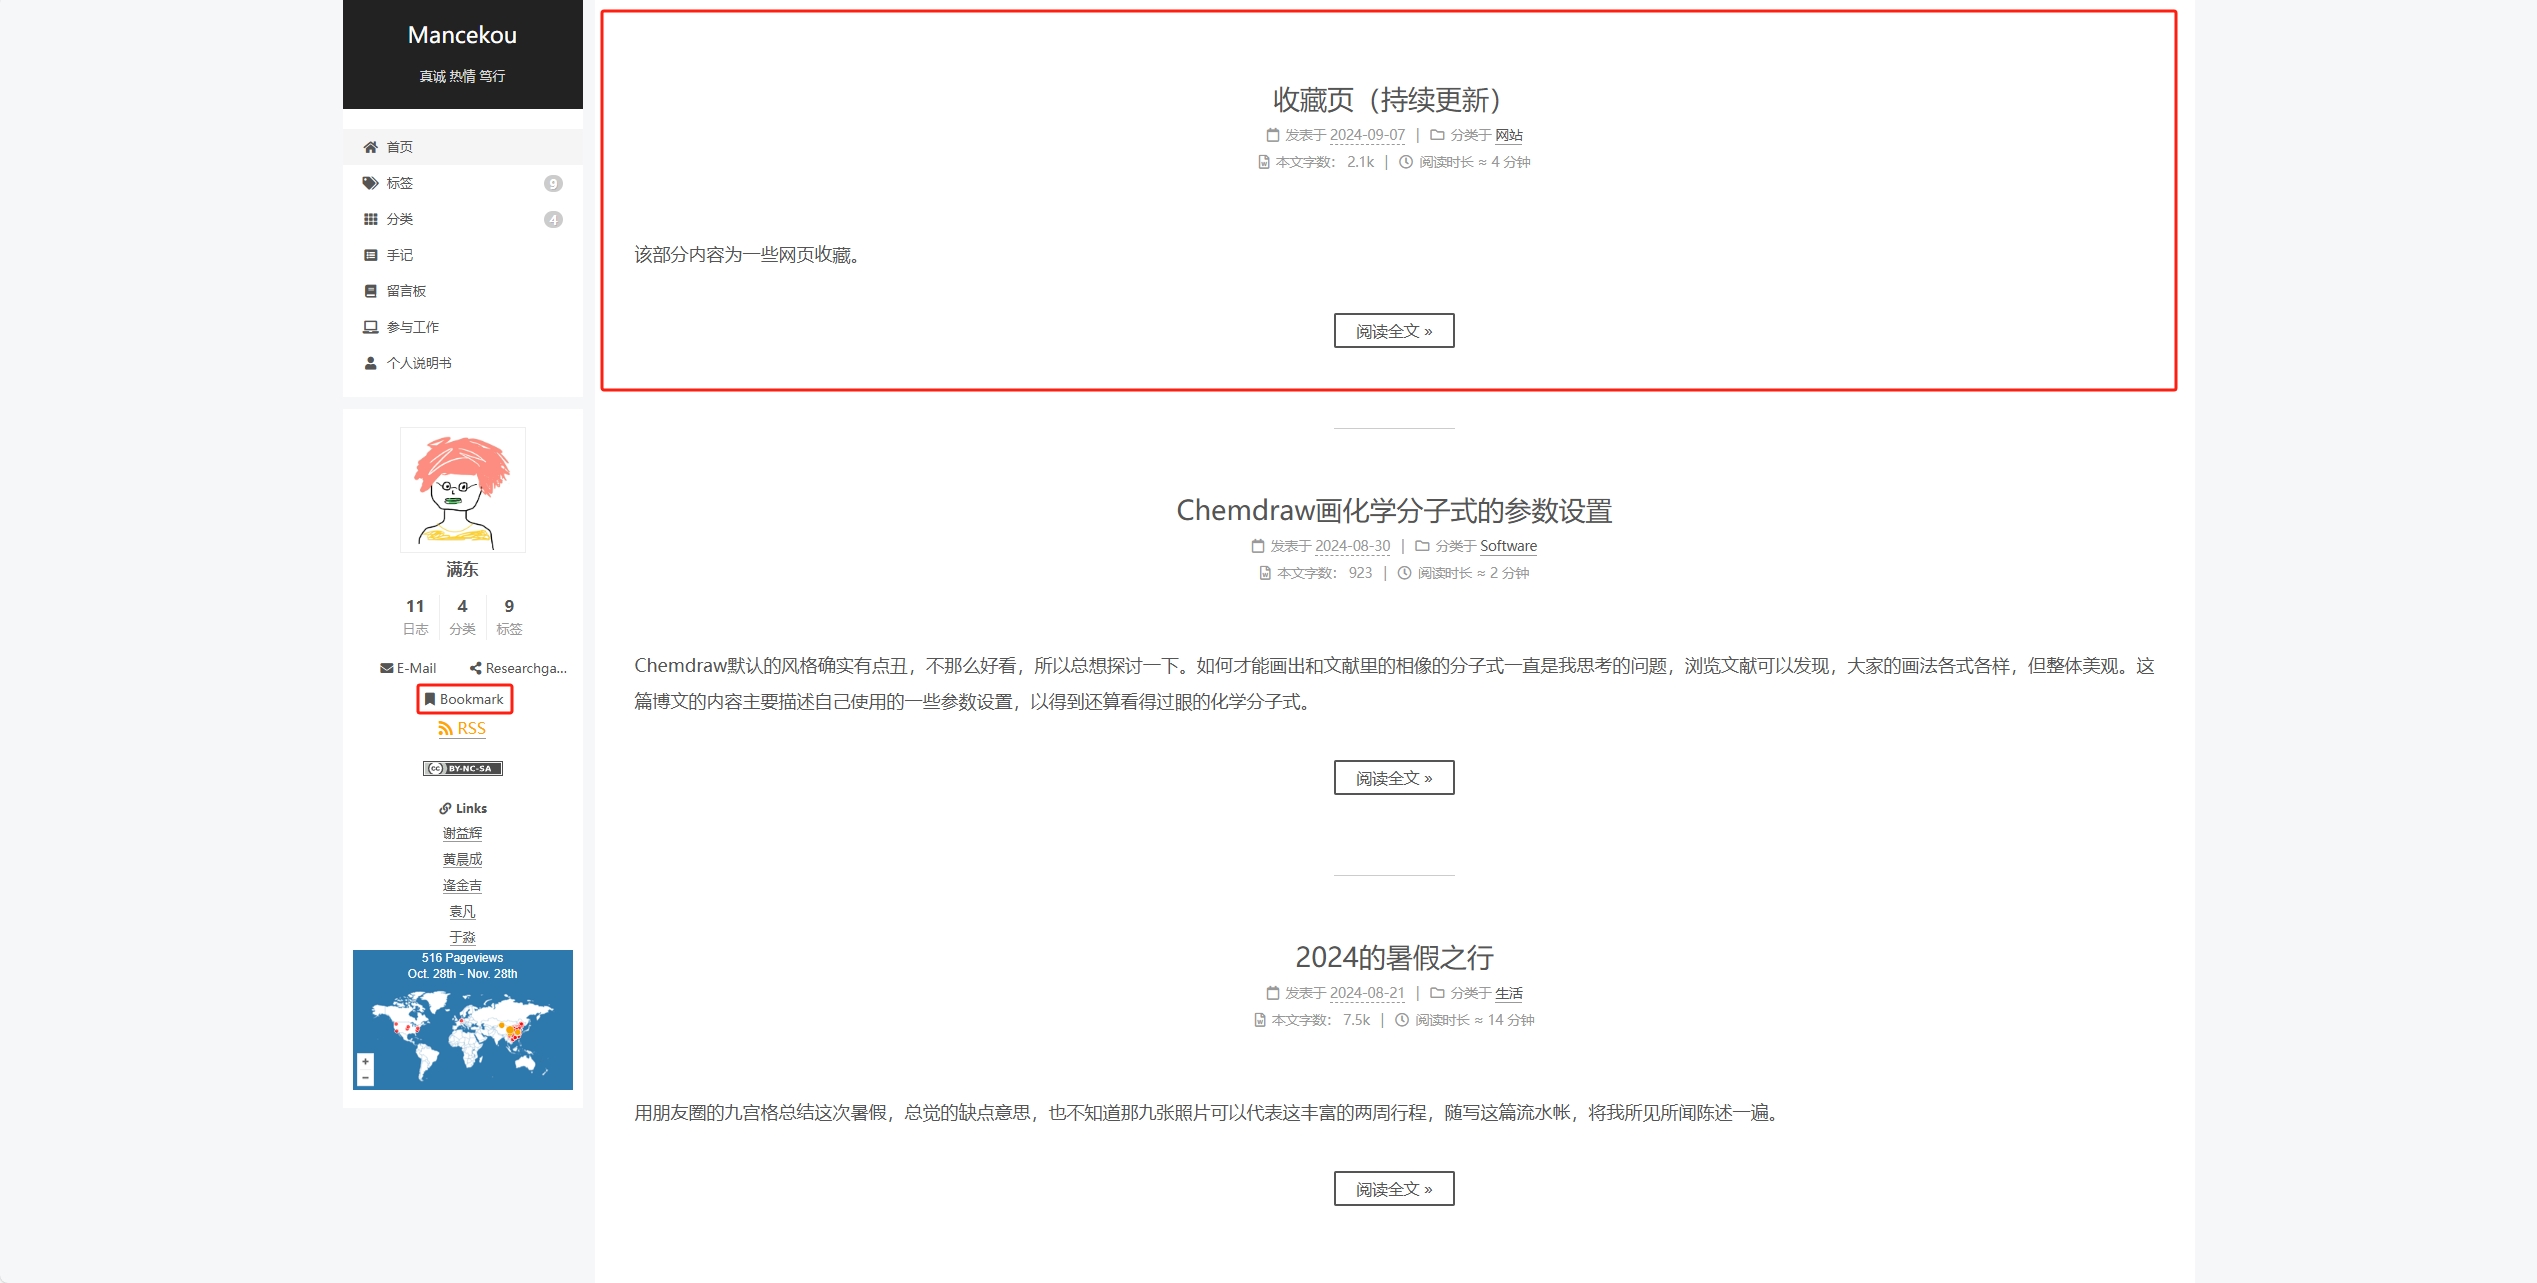 Mancekou
真诚 热情 笃行
首页
标签 9
分类 4
手记
留言板
参与工作
个人说明书
满东
11 4 9
日志 分类 标签
E-Mail Researchga...
Bookmark
RSS
cc BY-NC-SA
Links
谢益辉
黄晨成
逄金吉
袁凡
于淼
516 Pageviews
Oct. 28th - Nov. 28th
+
−
收藏页（持续更新）
发表于 2024-09-07 | 分类于 网站
本文字数： 2.1k | 阅读时长 ≈ 4 分钟
该部分内容为一些网页收藏。
阅读全文 »
Chemdraw画化学分子式的参数设置
发表于 2024-08-30 | 分类于 Software
本文字数： 923 | 阅读时长 ≈ 2 分钟
Chemdraw默认的风格确实有点丑，不那么好看，所以总想探讨一下。如何才能画出和文献里的相像的分子式一直是我思考的问题，浏览文献可以发现，大家的画法各式各样，但整体美观。这
篇博文的内容主要描述自己使用的一些参数设置，以得到还算看得过眼的化学分子式。
阅读全文 »
2024的暑假之行
发表于 2024-08-21 | 分类于 生活
本文字数： 7.5k | 阅读时长 ≈ 14 分钟
用朋友圈的九宫格总结这次暑假，总觉的缺点意思，也不知道那九张照片可以代表这丰富的两周行程，随写这篇流水帐，将我所见所闻陈述一遍。
阅读全文 »